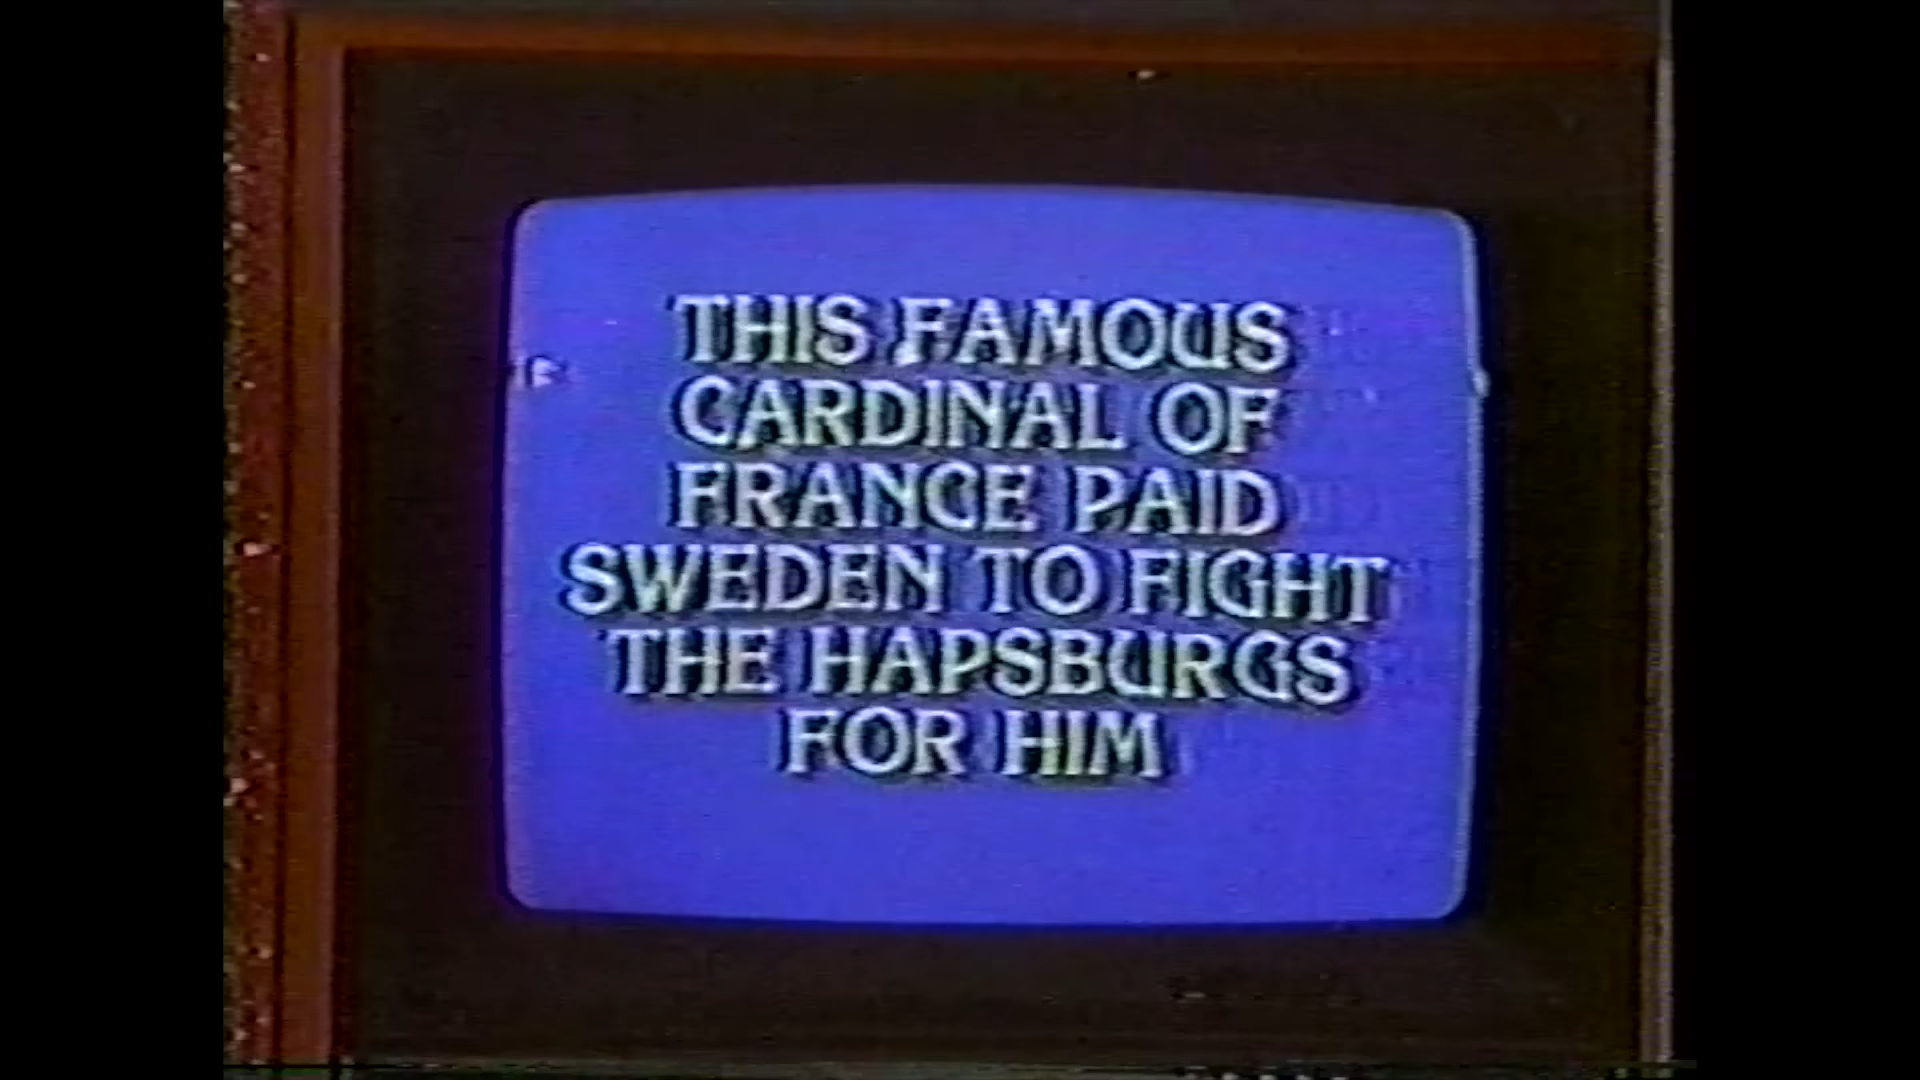 THIS FAMOUS
CARDINAL OF
FRANCE PAID
SWEDEN TO FIGHT
THE HAPSBURGS
FOR HIM